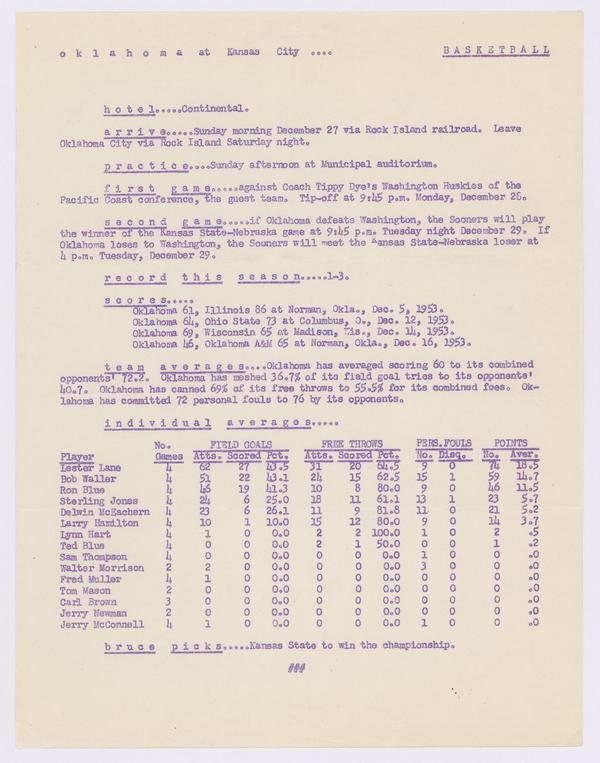 o k l a h o m a at Kansas City .... BASKETBALL
h o t e l.....Continental.
a r r i v e.....Sunday morning December 27 via Rock Island railroad. Leave
Oklahoma City via Rock Island Saturday night.
p r a c t i c e....Sunday afternoon at Municipal auditorium.
f i r s t g a m e.....against Coach Tippy Dye's Washington Huskies of the
Pacific Coast conference, the guest team. Tip-off at 9:45 p.m. Monday, December 28.
s e c o n d g a m e.....if Oklahoma defeats Washington, the Sooners will play
the winner of the Kansas State-Nebraska game at 9:45 p.m. Tuesday night December 29. If
Oklahoma loses to Washington, the Sooners will meet the Kansas State-Nebraska loser at
4 p.m. Tuesday, December 29.
r e c o r d t h i s s e a s o n.....1-3.
s c o r e s.....
Oklahoma 61, Illinois 86 at Norman, Okla., Dec. 5, 1953.
Oklahoma 64, Ohio State 73 at Columbus, O., Dec. 12, 1953.
Oklahoma 69, Wisconsin 65 at Madison, Wis., Dec. 14, 1953.
Oklahoma 46, Oklahoma A&M 65 at Norman, Okla., Dec. 16, 1953.
t e a m a v e r a g e s....Oklahoma has averaged scoring 60 to its combined
opponents' 72.2. Oklahoma has meshed 36.7% of its field goal tries to its opponents'
40.7. Oklahoma has canned 69% of its free throws to 55.5% for its combined foes. Ok-
lahoma has committed 72 personal fouls to 76 by its opponents.
i n d i v i d u a l a v e r a g e s.....
No. FIELD GOALS FREE THROWS PERS.FOULS POINTS
Player Games Atts. Scored Pct. Atts. Scored Pct. No. Disq. No. Aver.
Lester Lane 4 62 27 43.5 31 20 64.5 9 0 74 18.5
Bob Waller 4 51 22 43.1 24 15 62.5 15 1 59 14.7
Ron Blue 4 46 19 41.3 10 8 80.0 9 0 46 11.5
Sterling Jones 4 24 6 25.0 18 11 61.1 13 1 23 5.7
Delwin McEachern 4 23 6 26.1 11 9 81.8 11 0 21 5.2
Larry Hamilton 4 10 1 10.0 15 12 80.0 9 0 14 3.7
Lynn Hart 4 1 0 0.0 2 2 100.0 1 0 2 .5
Ted Blue 4 0 0 0.0 2 1 50.0 0 0 1 .2
Sam Thompson 4 0 0 0.0 0 0 0.0 1 0 0 .0
Walter Morrison 2 2 0 0.0 0 0 0.0 3 0 0 .0
Fred Muller 4 1 0 0.0 0 0 0.0 0 0 0 .0
Tom Mason 2 0 0 0.0 0 0 0.0 0 0 0 .0
Carl Brown 3 0 0 0.0 0 0 0.0 0 0 0 .0
Jerry Newman 2 0 0 0.0 0 0 0.0 0 0 0 .0
Jerry McConnell 4 1 0 0.0 0 0 0.0 1 0 0 .0
b r u c e p i c k s.....Kansas State to win the championship.
###